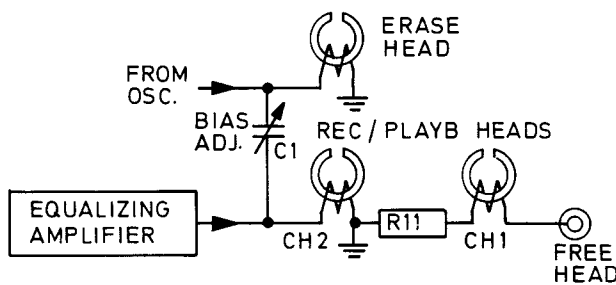 ERASE
HEAD
FROM
OSC.
BIAS
ADJ.
C1
REC/PLAYB HEADS
EQUALIZING
AMPLIFIER
CH2
R11
CH1
FREE
HEAD